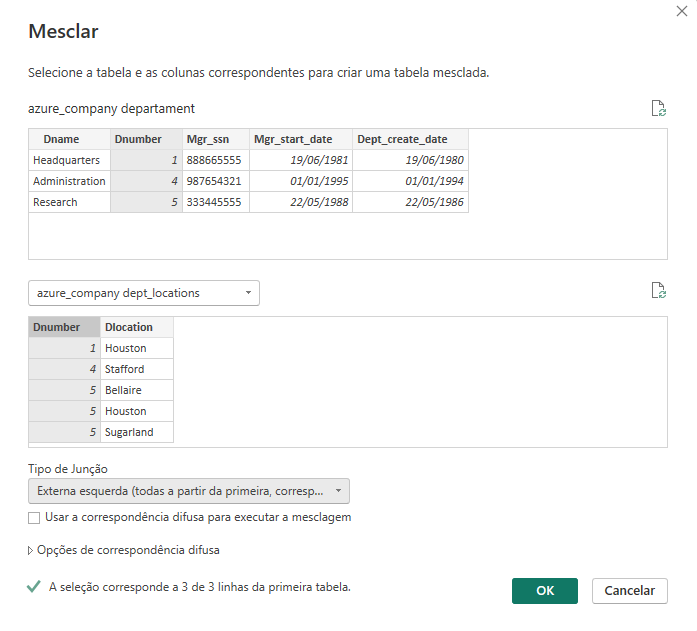 Mesclar
Selecione a tabela e as colunas correspondentes para criar uma tabela mesclada.
azure_company departament
Dname Dnumber Mgr_ssn Mgr_start_date Dept_create_date
Headquarters 1 888665555 19/06/1981 19/06/1980
Administration 4 987654321 01/01/1995 01/01/1994
Research 5 333445555 22/05/1988 22/05/1986
azure_company dept_locations
Dnumber Dlocation
1 Houston
4 Stafford
5 Bellaire
5 Houston
5 Sugarland
Tipo de Junção
Externa esquerda (todas a partir da primeira, corresp...
Usar a correspondência difusa para executar a mesclagem
Opções de correspondência difusa
A seleção corresponde a 3 de 3 linhas da primeira tabela.
OK Cancelar